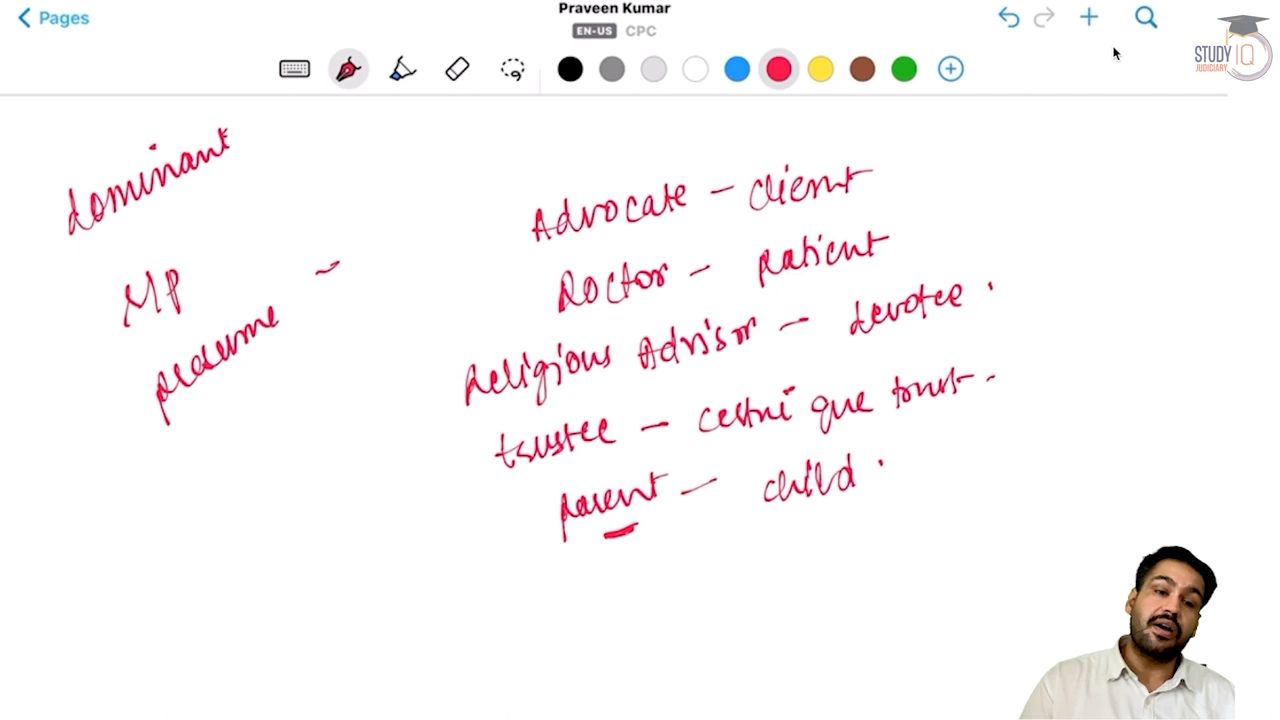 Pages
Praveen Kumar
EN-US CPC
STUDY IQ
JUDICIARY
dominant
MP
presume
Advocate - client
Doctor - patient
Religious Advisor - devotee.
trustee - cestui que trust-
parent - child.